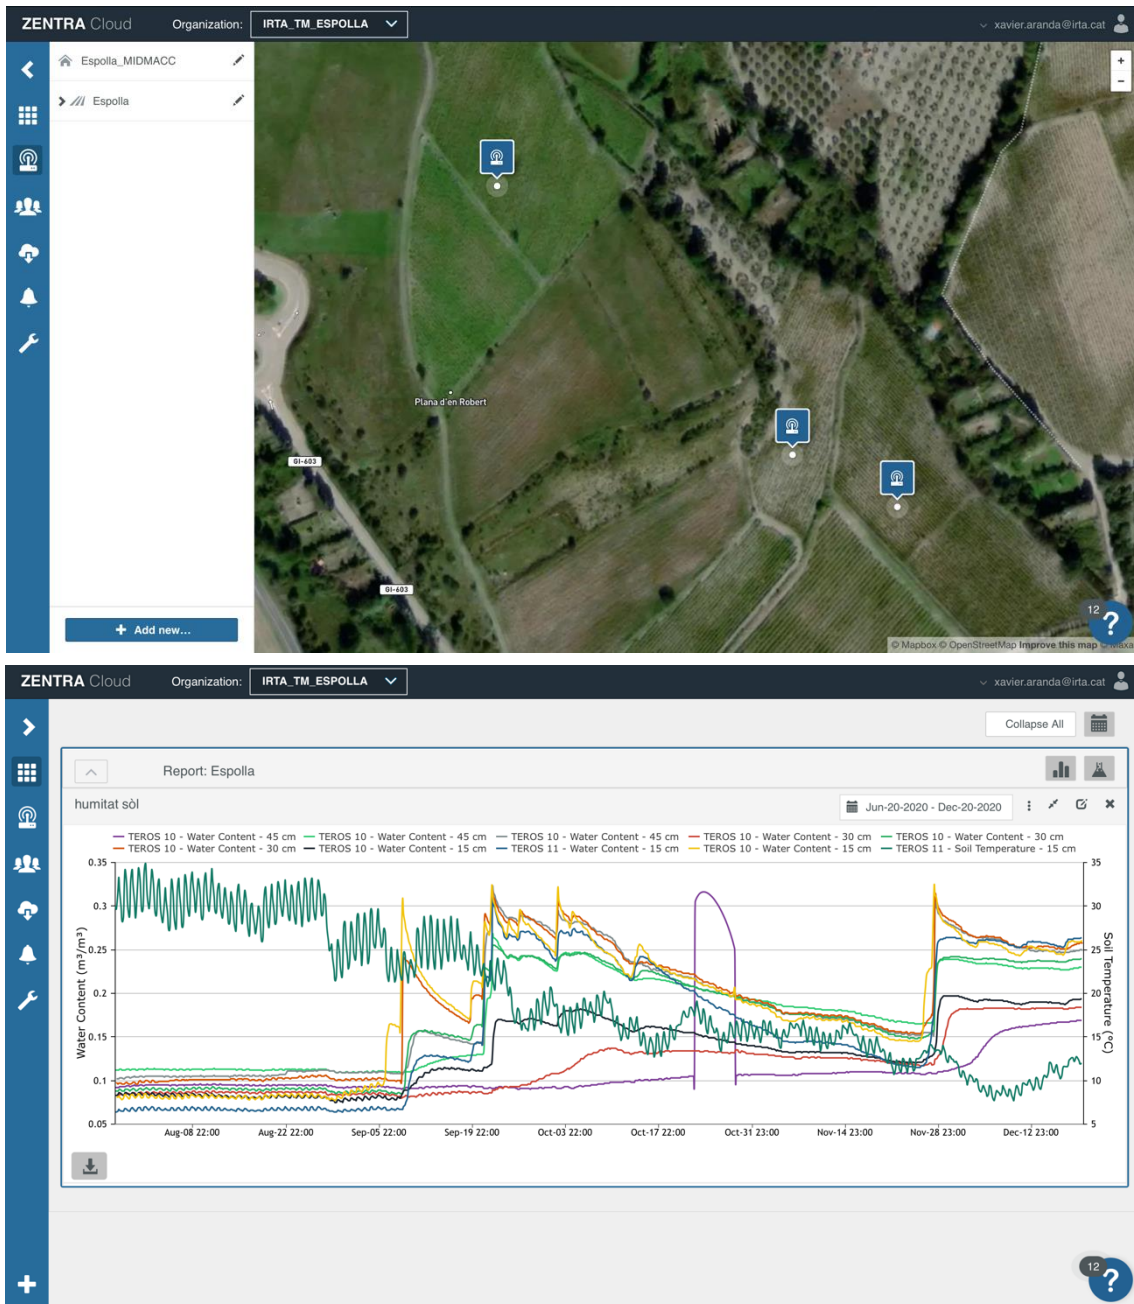 ZENTRA Cloud Organization: IRTA_TM_ESPOLLA xavier.aranda@irta.cat
Espolla_MIDMACC
Espolla
+
−
Plana d'en Robert
GI-603
GI-603
+ Add new...
12
?
© Mapbox © OpenStreetMap Improve this map © Maxa
ZENTRA Cloud Organization: IRTA_TM_ESPOLLA xavier.aranda@irta.cat
Collapse All
Report: Espolla
humitat sòl
Jun-20-2020 - Dec-20-2020
TEROS 10 - Water Content - 45 cm TEROS 10 - Water Content - 45 cm TEROS 10 - Water Content - 45 cm TEROS 10 - Water Content - 30 cm TEROS 10 - Water Content - 30 cm
TEROS 10 - Water Content - 30 cm TEROS 10 - Water Content - 15 cm TEROS 11 - Water Content - 15 cm TEROS 10 - Water Content - 15 cm TEROS 11 - Soil Temperature - 15 cm
0.35 35
0.3 30
0.25 25
0.2 20
0.15 15
0.1 10
0.05 5
Water Content (m³/m³)
Soil Temperature (°C)
Aug-08 22:00 Aug-22 22:00 Sep-05 22:00 Sep-19 22:00 Oct-03 22:00 Oct-17 22:00 Oct-31 23:00 Nov-14 23:00 Nov-28 23:00 Dec-12 23:00
12
?